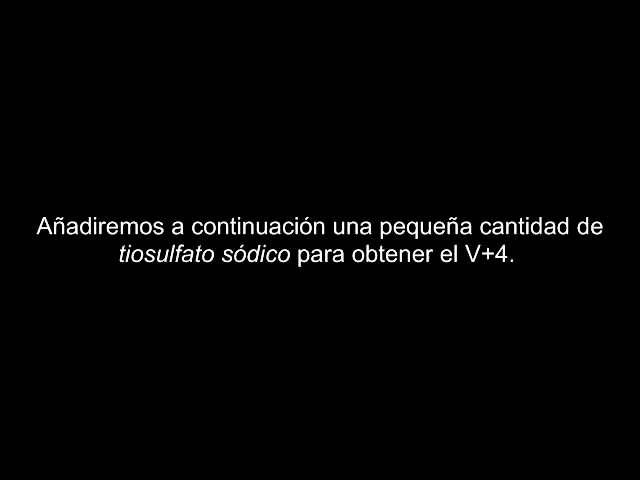 Añadiremos a continuación una pequeña cantidad de
tiosulfato sódico para obtener el V+4.